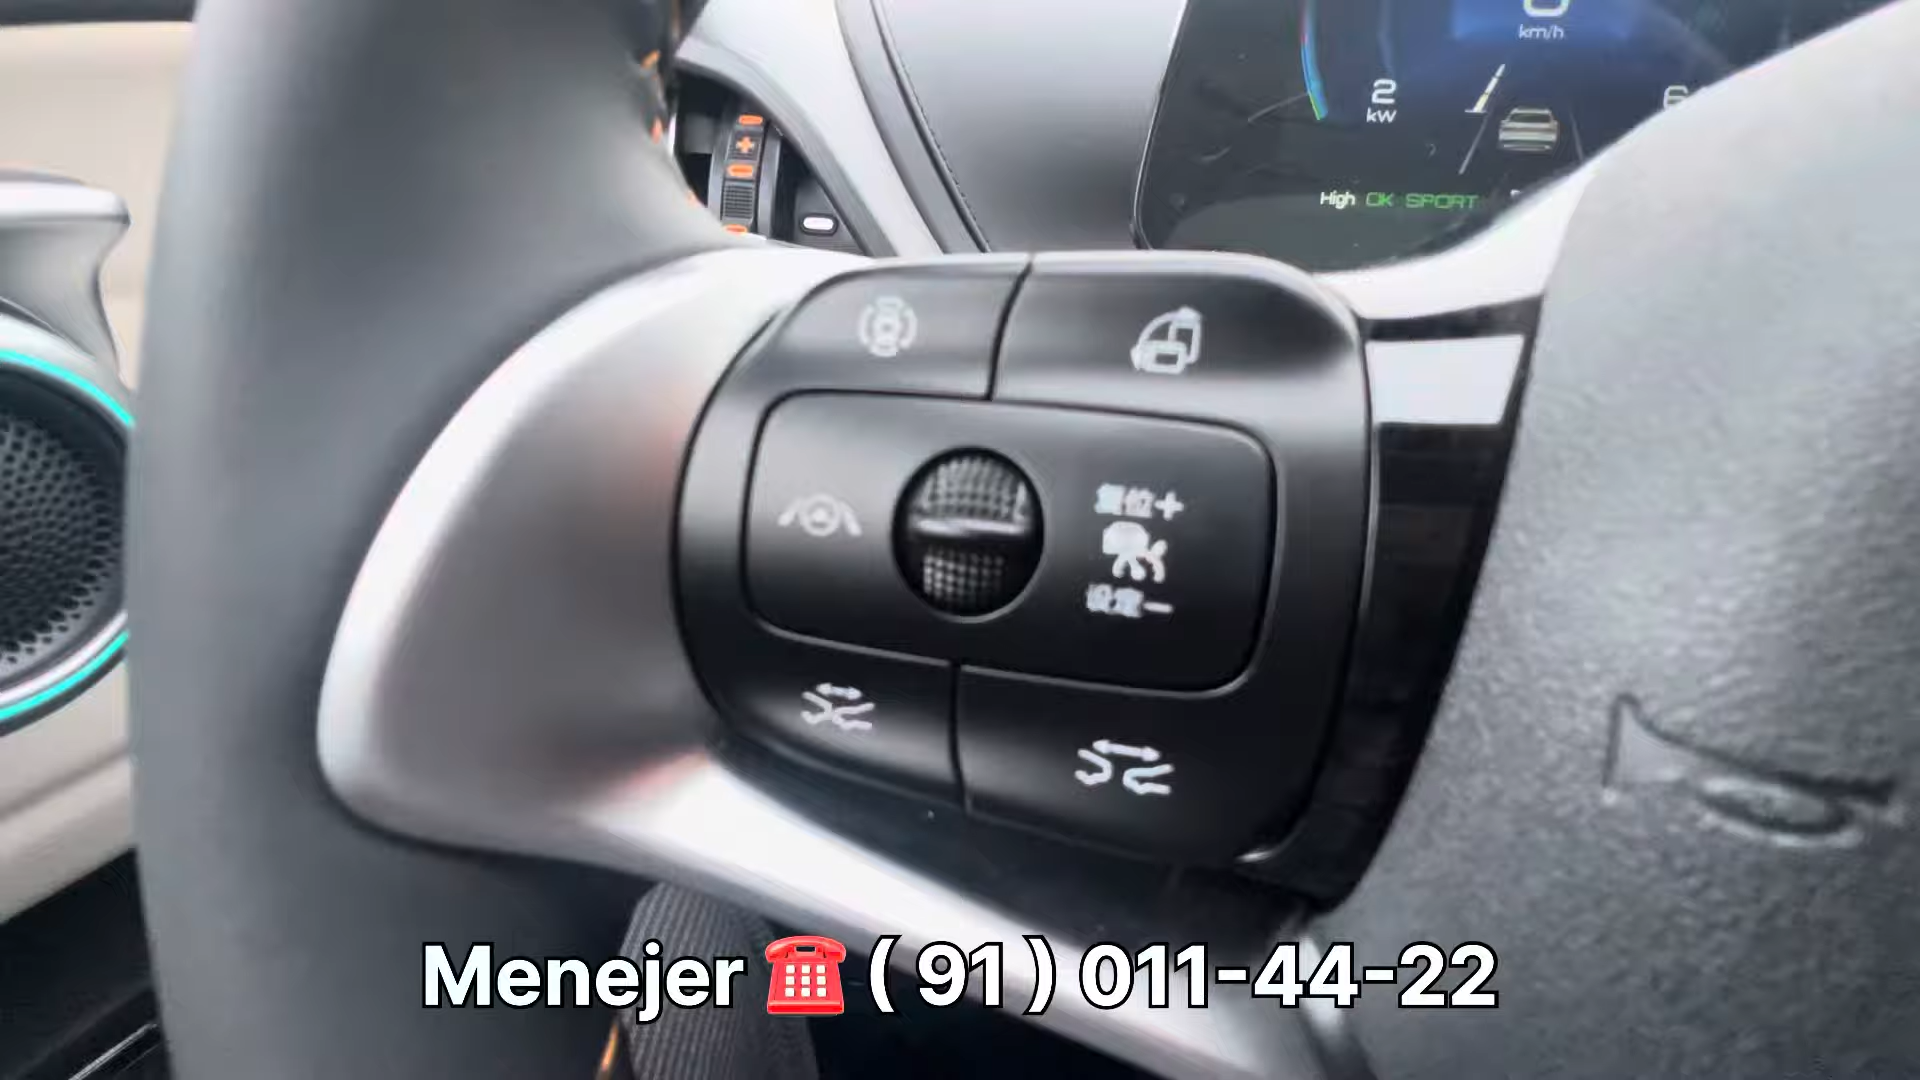 km/h
2
kW
High OK SPORT
复位+
设定-
Menejer ☎️ ( 91 ) 011-44-22